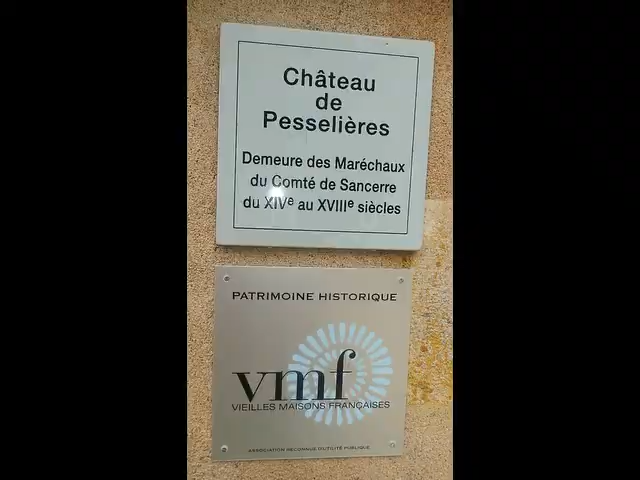 Château
de
Pesselières
Demeure des Maréchaux
du Comté de Sancerre
du XIVe au XVIIIe siècles
PATRIMOINE HISTORIQUE
vmf
VIEILLES MAISONS FRANÇAISES
ASSOCIATION RECONNUE D'UTILITÉ PUBLIQUE